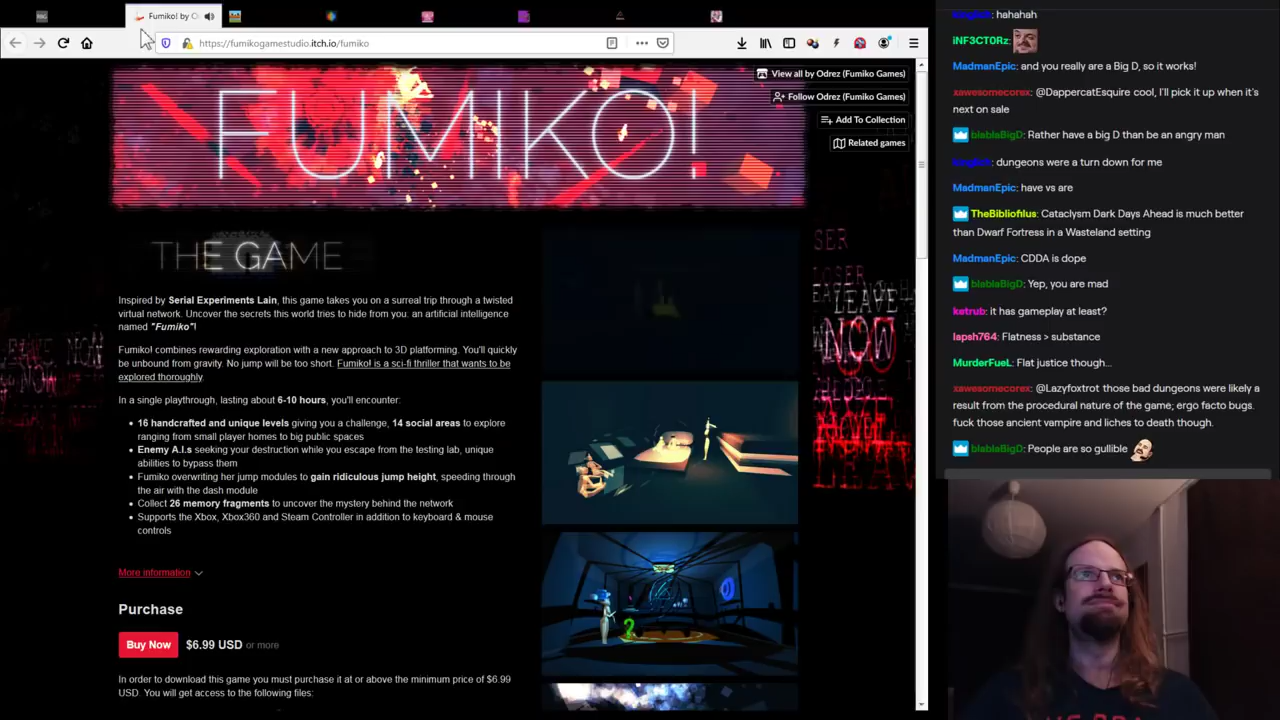 Fumiko! by O
https://fumikogamestudio.itch.io/fumiko
View all by Odrez (Fumiko Games)
Follow Odrez (Fumiko Games)
Add To Collection
Related games
FUMIKO!
THE GAME
Inspired by Serial Experiments Lain, this game takes you on a surreal trip through a twisted
virtual network. Uncover the secrets this world tries to hide from you. an artificial intelligence
named "Fumiko"!
Fumiko! combines rewarding exploration with a new approach to 3D platforming. You'll quickly
be unbound from gravity. No jump will be too short. Fumiko! is a sci-fi thriller that wants to be
explored thoroughly.
In a single playthrough, lasting about 6-10 hours, you'll encounter:
16 handcrafted and unique levels giving you a challenge, 14 social areas to explore
ranging from small player homes to big public spaces
Enemy A.I.s seeking your destruction while you escape from the testing lab, unique
abilities to bypass them
Fumiko overwriting her jump modules to gain ridiculous jump height, speeding through
the air with the dash module
Collect 26 memory fragments to uncover the mystery behind the network
Supports the Xbox, Xbox360 and Steam Controller in addition to keyboard & mouse
controls
More information
Purchase
Buy Now $6.99 USD or more
In order to download this game you must purchase it at or above the minimum price of $6.99
USD. You will get access to the following files:
LEAVE
NOW
: hahahah
iNF3CT0Rz:
MadmanEpic: and you really are a Big D, so it works!
xawesomecorex: @DappercatEsquire cool, I'll pick it up when it's
next on sale
blablaBigD: Rather have a big D than be an angry man
: dungeons were a turn down for me
MadmanEpic: have vs are
TheBibliofilus: Cataclysm Dark Days Ahead is much better
than Dwarf Fortress in a Wasteland setting
MadmanEpic: CDDA is dope
blablaBigD: Yep, you are mad
ketrub: it has gameplay at least?
lapsh764: Flatness > substance
MurderFueL: Flat justice though...
xawesomecorex: @Lazyfoxtrot those bad dungeons were likely a
result from the procedural nature of the game; ergo facto bugs.
fuck those ancient vampire and liches to death though.
blablaBigD: People are so gullible